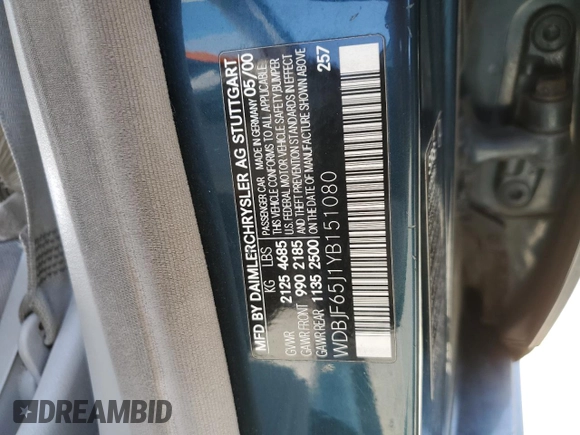 MFD BY DAIMLERCHRYSLER AG STUTTGART
KG LBS PASSENGER CAR MADE IN GERMANY 05/00
GVWR 2125 4685 THIS VEHICLE CONFORMS TO ALL APPLICABLE
U.S. FEDERAL MOTOR VEHICLE SAFETY BUMPER
GAWR FRONT 990 2185 AND THEFT PREVENTION STANDARDS IN EFFECT
GAWR REAR 1135 2500 ON THE DATE OF MANUFACTURE SHOWN ABOVE
WDBJF65J1YB151080 257
DREAMBID